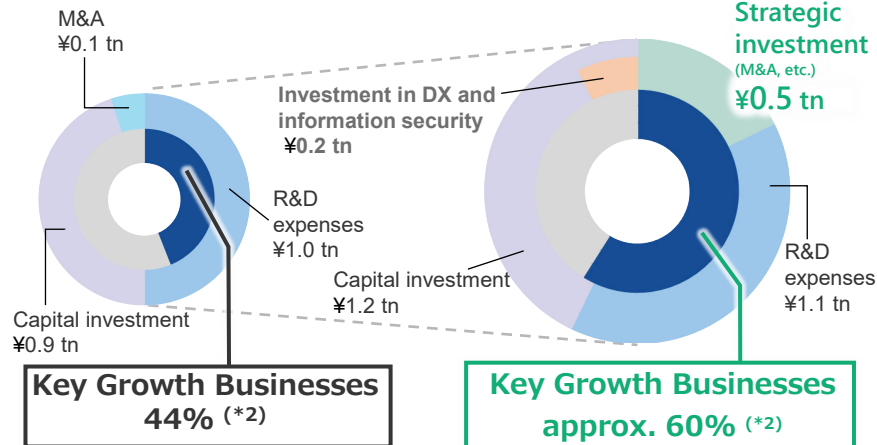 M&A
¥0.1 tn
R&D
expenses
¥1.0 tn
Capital investment
¥0.9 tn
Key Growth Businesses
44% (*2)
Strategic
investment
(M&A, etc.)
¥0.5 tn
Investment in DX and
information security
¥0.2 tn
Capital investment
¥1.2 tn
R&D
expenses
¥1.1 tn
Key Growth Businesses
approx. 60% (*2)